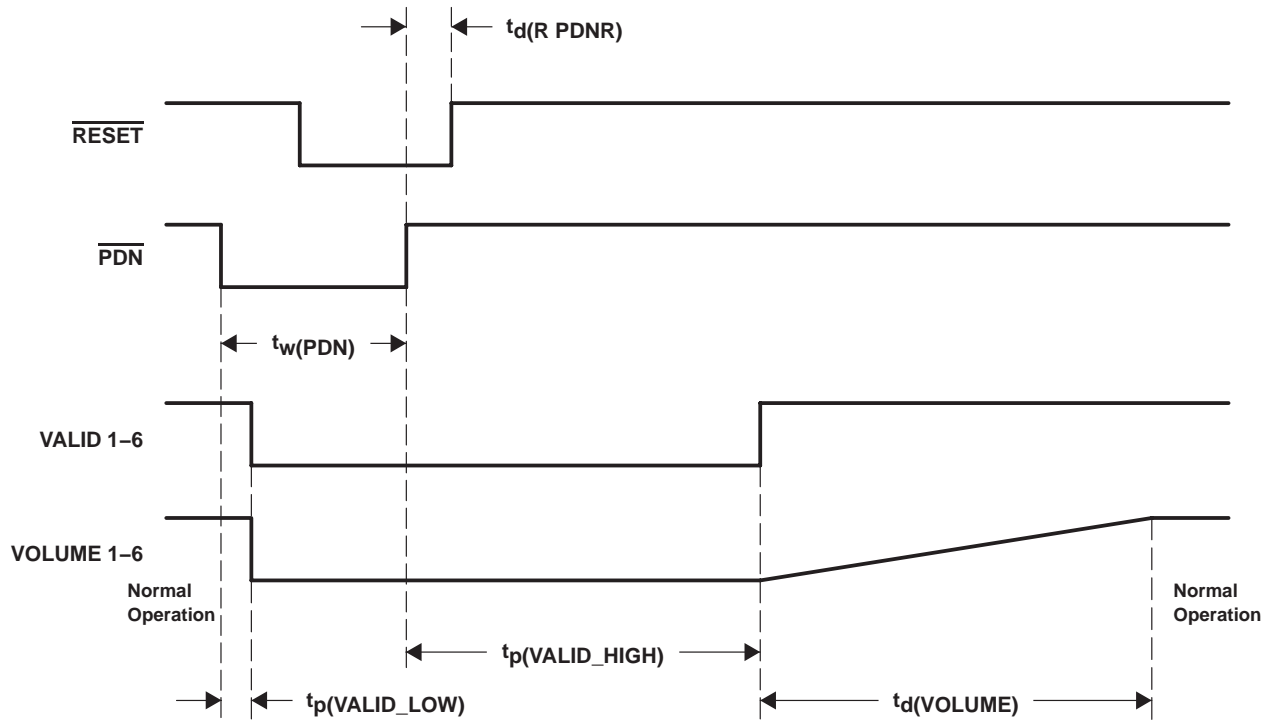 td(R PDNR)
RESET
PDN
tw(PDN)
VALID 1–6
VOLUME 1–6
Normal
Operation
Normal
Operation
tp(VALID_HIGH)
tp(VALID_LOW)
td(VOLUME)